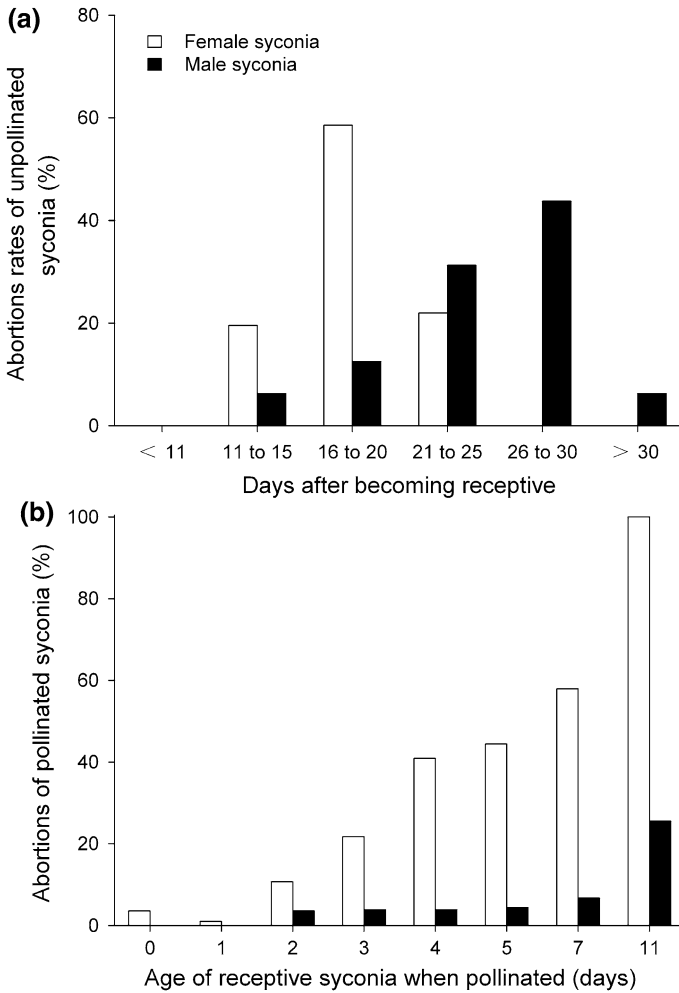 (a)
80
60
40
20
0
Abortions rates of unpollinated
syconia (%)
Female syconia
Male syconia
< 11 11 to 15 16 to 20 21 to 25 26 to 30 > 30
Days after becoming receptive
(b)
100
80
60
40
20
0
Abortions of pollinated syconia (%)
0 1 2 3 4 5 7 11
Age of receptive syconia when pollinated (days)